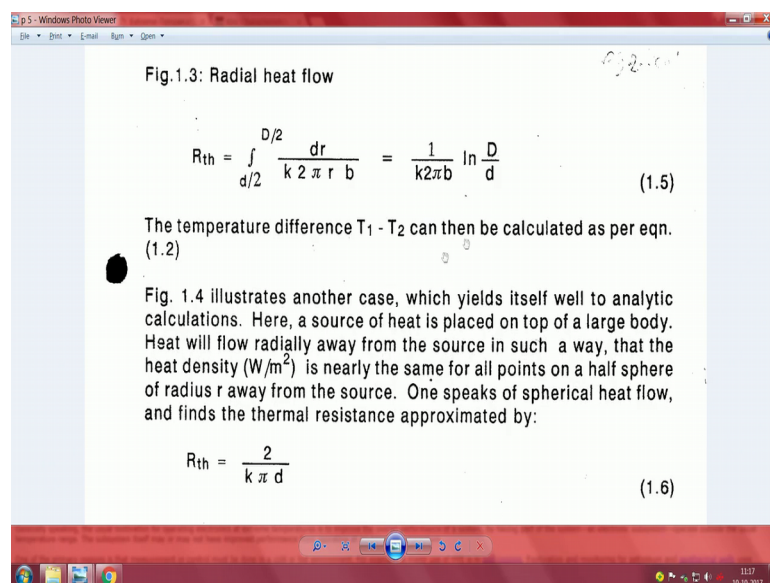 p 5 - Windows Photo Viewer
File Print E-mail Burn Open
Fig.1.3: Radial heat flow
D/2
Rth = ∫ dr / k 2 π r b = 1 / k2πb ln D / d
d/2
(1.5)
The temperature difference T1 - T2 can then be calculated as per eqn.
(1.2)
Fig. 1.4 illustrates another case, which yields itself well to analytic
calculations. Here, a source of heat is placed on top of a large body.
Heat will flow radially away from the source in such a way, that the
heat density (W/m²) is nearly the same for all points on a half sphere
of radius r away from the source. One speaks of spherical heat flow,
and finds the thermal resistance approximated by:
Rth = 2 / k π d
(1.6)
11:17
10-10-2017